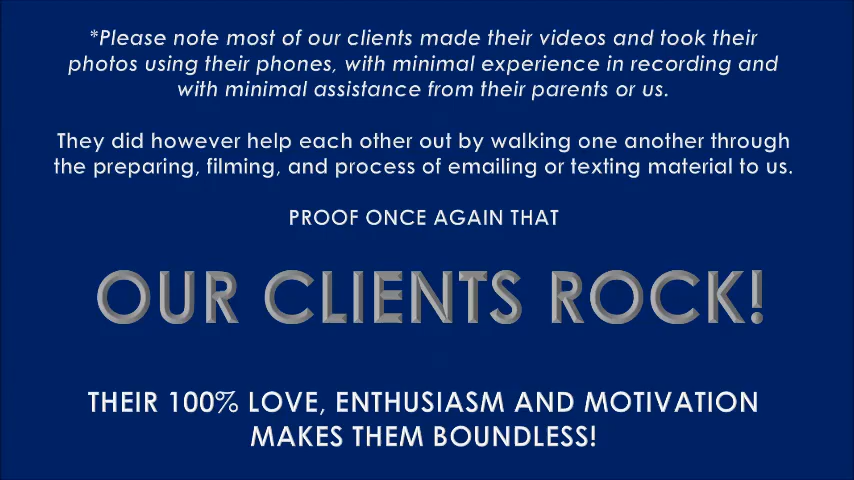 *Please note most of our clients made their videos and took their
photos using their phones, with minimal experience in recording and
with minimal assistance from their parents or us.
They did however help each other out by walking one another through
the preparing, filming, and process of emailing or texting material to us.
PROOF ONCE AGAIN THAT
OUR CLIENTS ROCK!
THEIR 100% LOVE, ENTHUSIASM AND MOTIVATION
MAKES THEM BOUNDLESS!